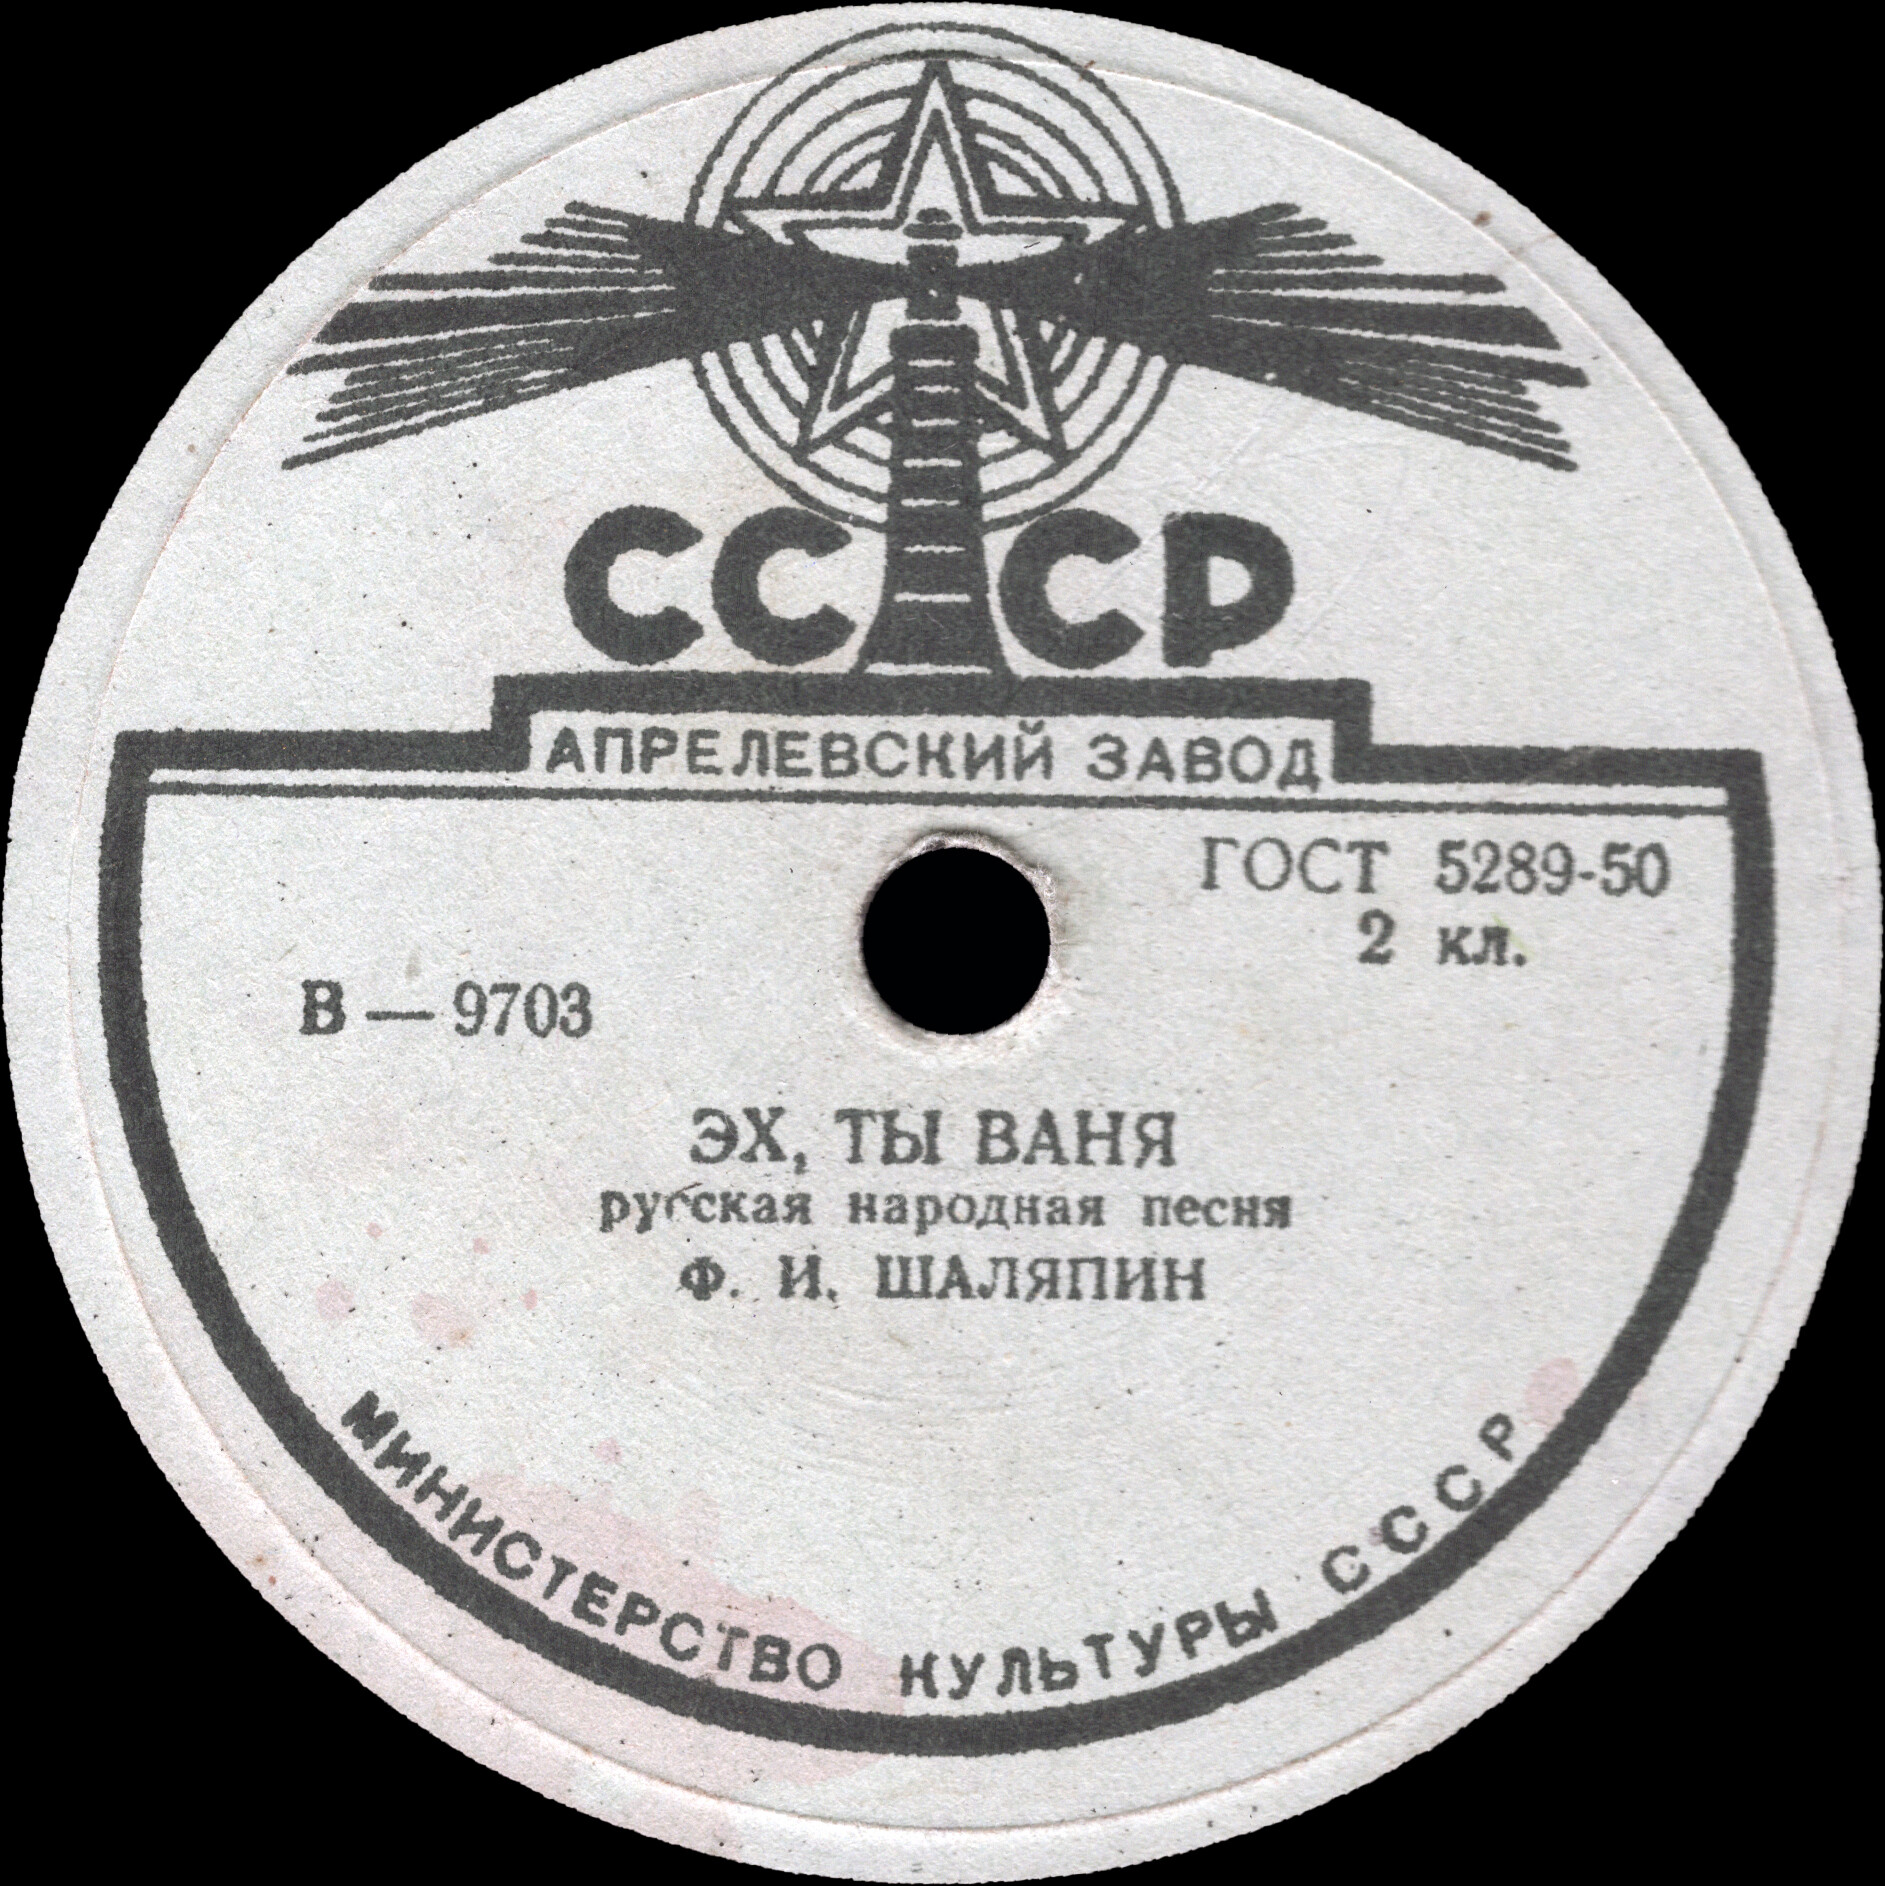 СССР
АПРЕЛЕВСКИЙ ЗАВОД
ГОСТ 5289-50
2 кл.
В — 9703
ЭХ, ТЫ ВАНЯ
русская народная песня
Ф. И. ШАЛЯПИН
МИНИСТЕРСТВО КУЛЬТУРЫ СССР